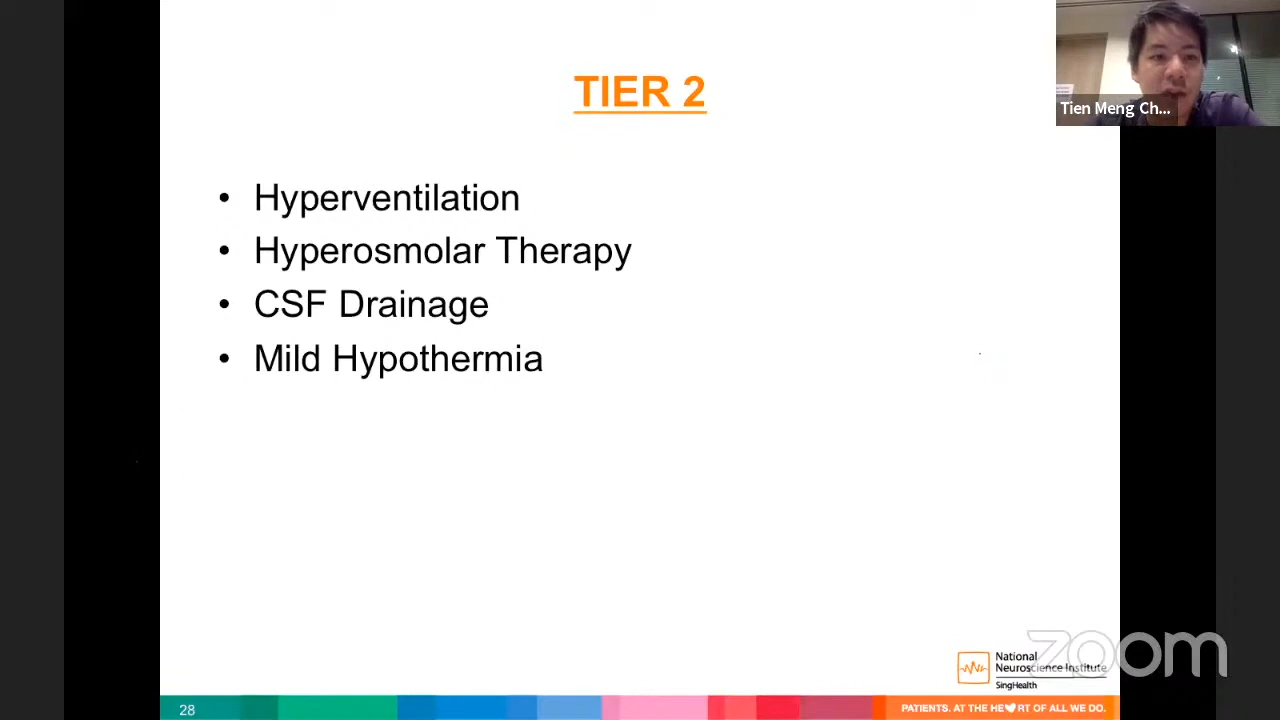 TIER 2
Tien Meng Ch...
• Hyperventilation
• Hyperosmolar Therapy
• CSF Drainage
• Mild Hypothermia
National
Neuroscience Institute
SingHealth
zoom
28
PATIENTS. AT THE HE♥RT OF ALL WE DO.